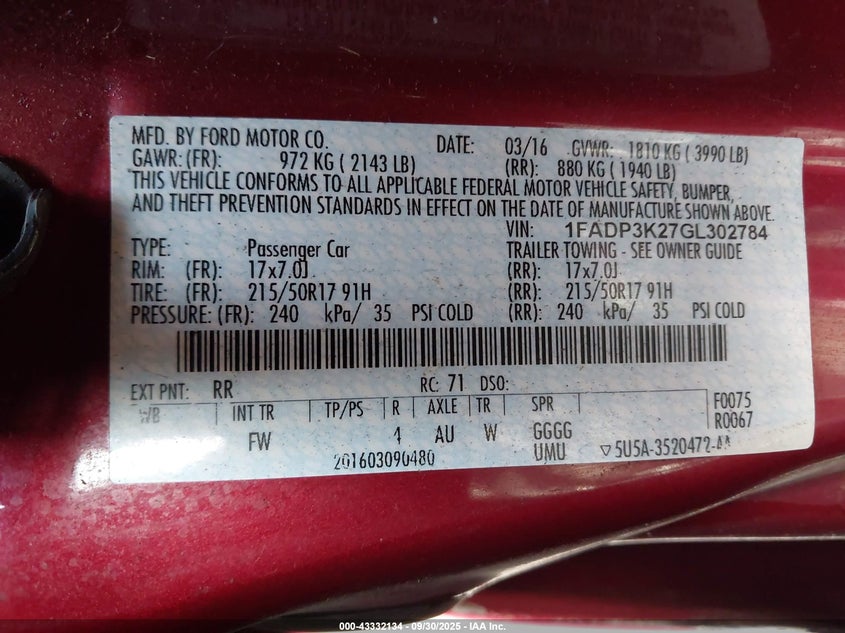 MFD. BY FORD MOTOR CO. DATE: 03/16 GVWR: 1810 KG ( 3990 LB)
GAWR: (FR): 972 KG ( 2143 LB) (RR): 880 KG ( 1940 LB)
THIS VEHICLE CONFORMS TO ALL APPLICABLE FEDERAL MOTOR VEHICLE SAFETY, BUMPER,
AND THEFT PREVENTION STANDARDS IN EFFECT ON THE DATE OF MANUFACTURE SHOWN ABOVE.
VIN: 1FADP3K27GL302784
TYPE: Passenger Car TRAILER TOWING - SEE OWNER GUIDE
RIM: (FR): 17x7.0J (RR): 17x7.0J
TIRE: (FR): 215/50R17 91H (RR): 215/50R17 91H
PRESSURE: (FR): 240 kPa/ 35 PSI COLD (RR): 240 kPa/ 35 PSI COLD
EXT PNT: RR RC: 71 DSO:
WB INT TR TP/PS R AXLE TR SPR F0075
FW 4 AU W GGGG R0067
201603090480 UMU ▽5U5A-3520472-AA
000-43332134 - 09/30/2025 - IAA Inc.